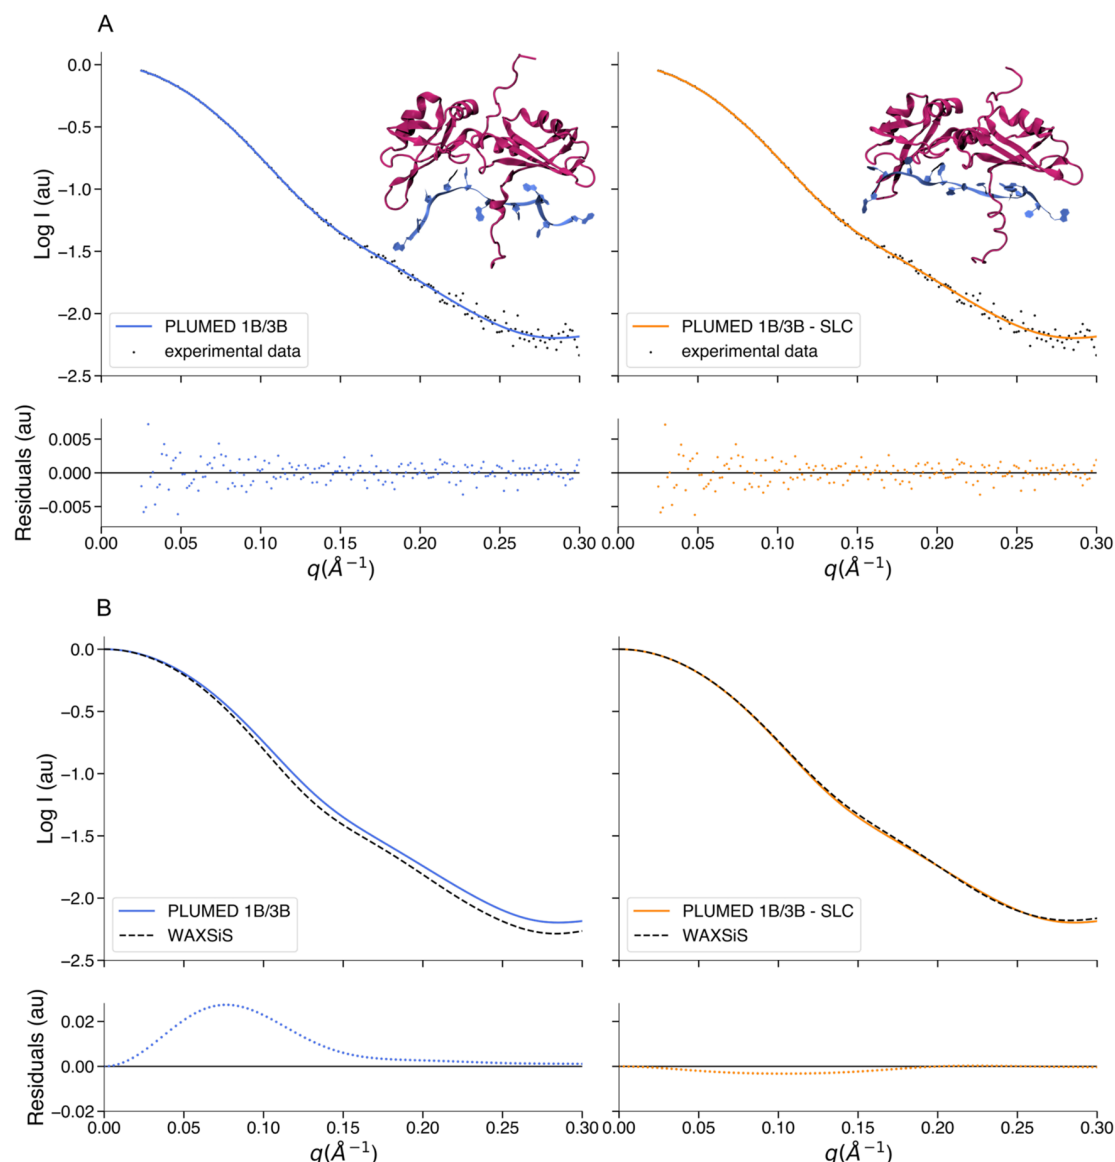 A
0.0
−0.5
−1.0
−1.5
−2.0
−2.5
Log I (au)
PLUMED 1B/3B
experimental data
PLUMED 1B/3B - SLC
experimental data
0.005
0.000
−0.005
Residuals (au)
0.00 0.05 0.10 0.15 0.20 0.25 0.30
q(Å⁻¹)
0.00 0.05 0.10 0.15 0.20 0.25 0.30
q(Å⁻¹)
B
0.0
−0.5
−1.0
−1.5
−2.0
−2.5
Log I (au)
PLUMED 1B/3B
WAXSiS
PLUMED 1B/3B - SLC
WAXSiS
0.02
0.00
−0.02
Residuals (au)
0.00 0.05 0.10 0.15 0.20 0.25 0.30
q(Å⁻¹)
0.00 0.05 0.10 0.15 0.20 0.25 0.30
q(Å⁻¹)